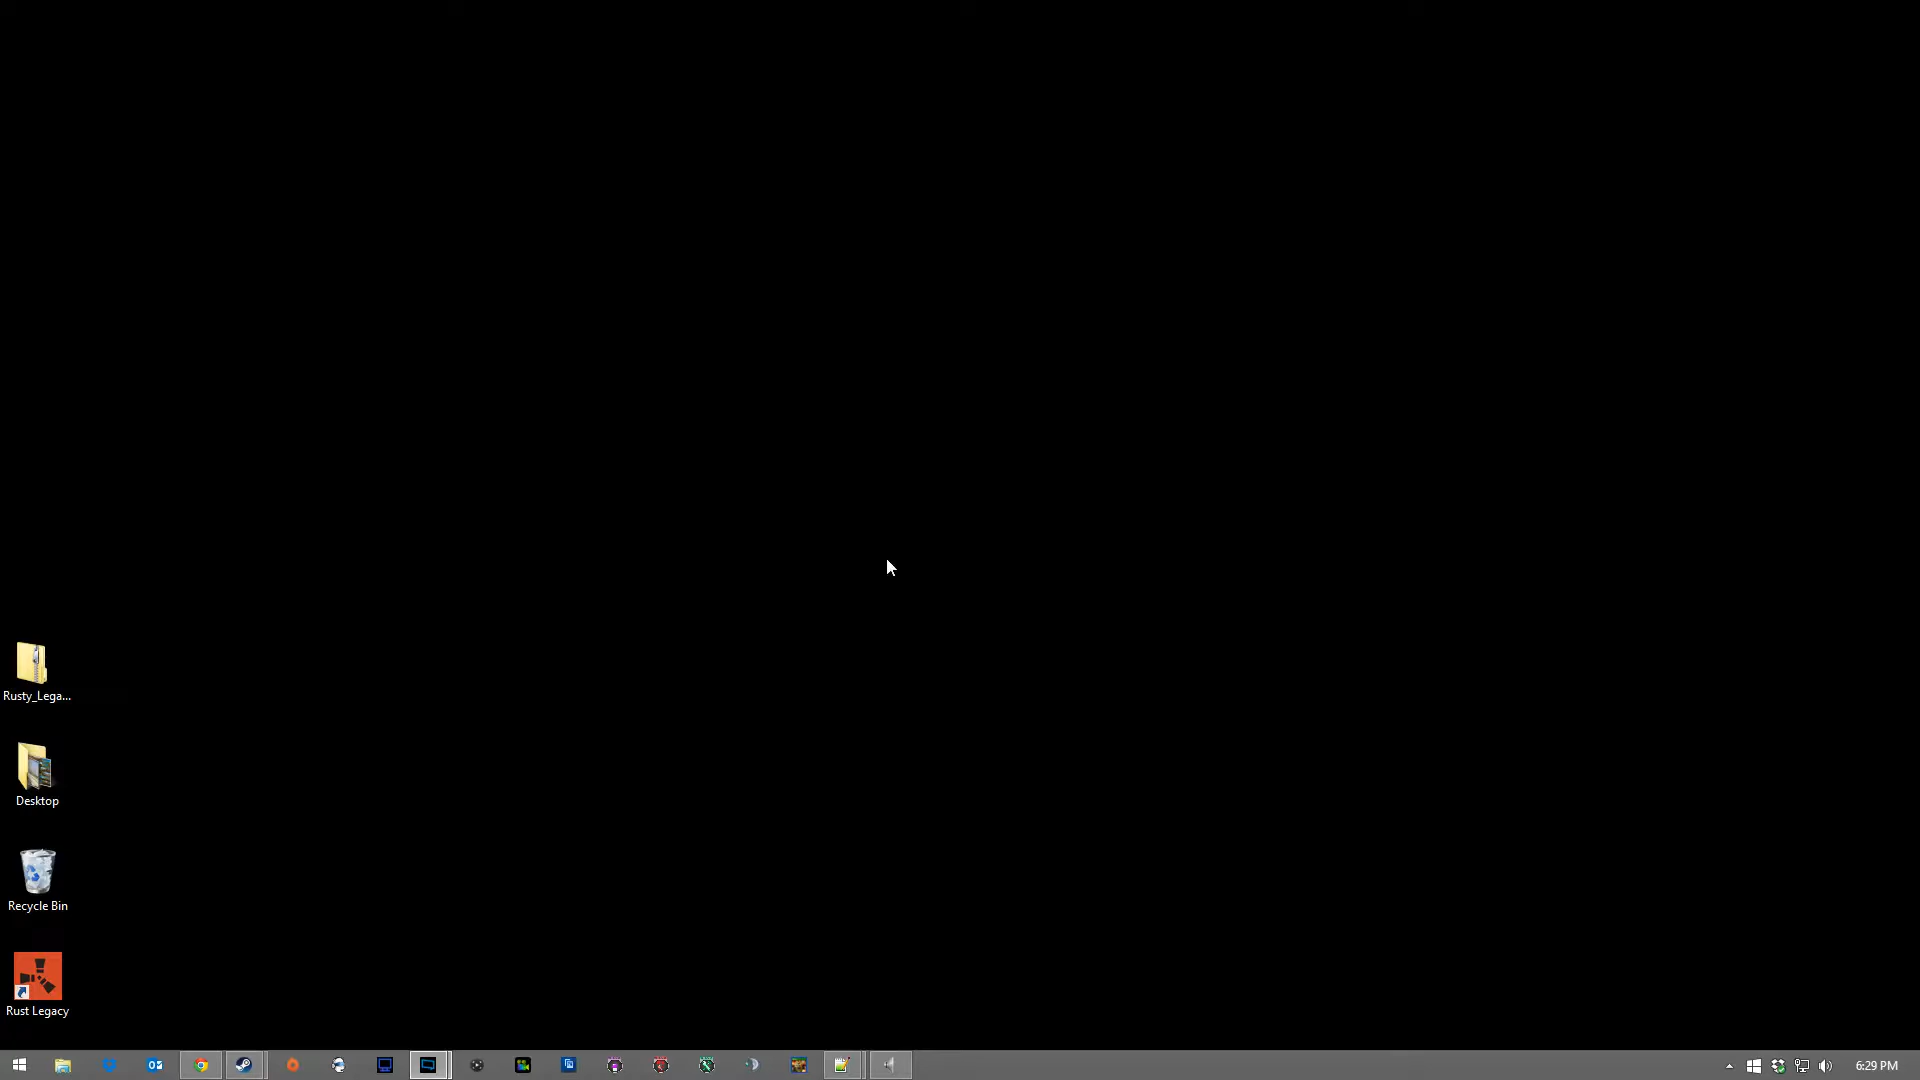 Rusty_Lega...
Desktop
Recycle Bin
Rust Legacy
6:29 PM